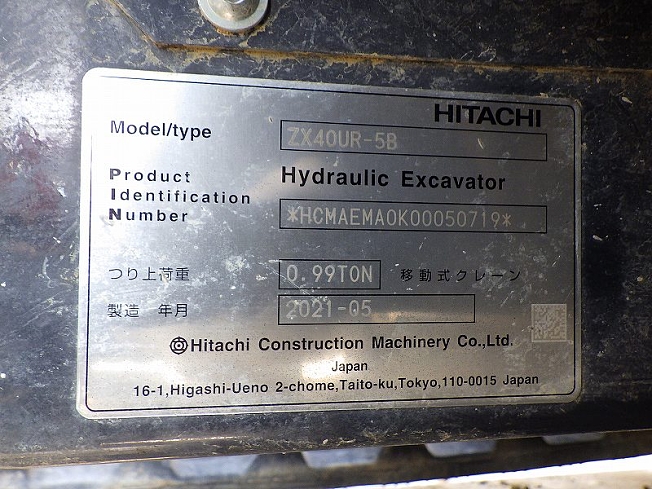 HITACHI
Model/type ZX40UR-5B
Product Hydraulic Excavator
Identification
Number *HCMAEMA0K00050719*
つり上荷重 0.99TON 移動式クレーン
製造 年月 2021-05
Hitachi Construction Machinery Co.,Ltd.
Japan
16-1,Higashi-Ueno 2-chome,Taito-ku,Tokyo,110-0015 Japan